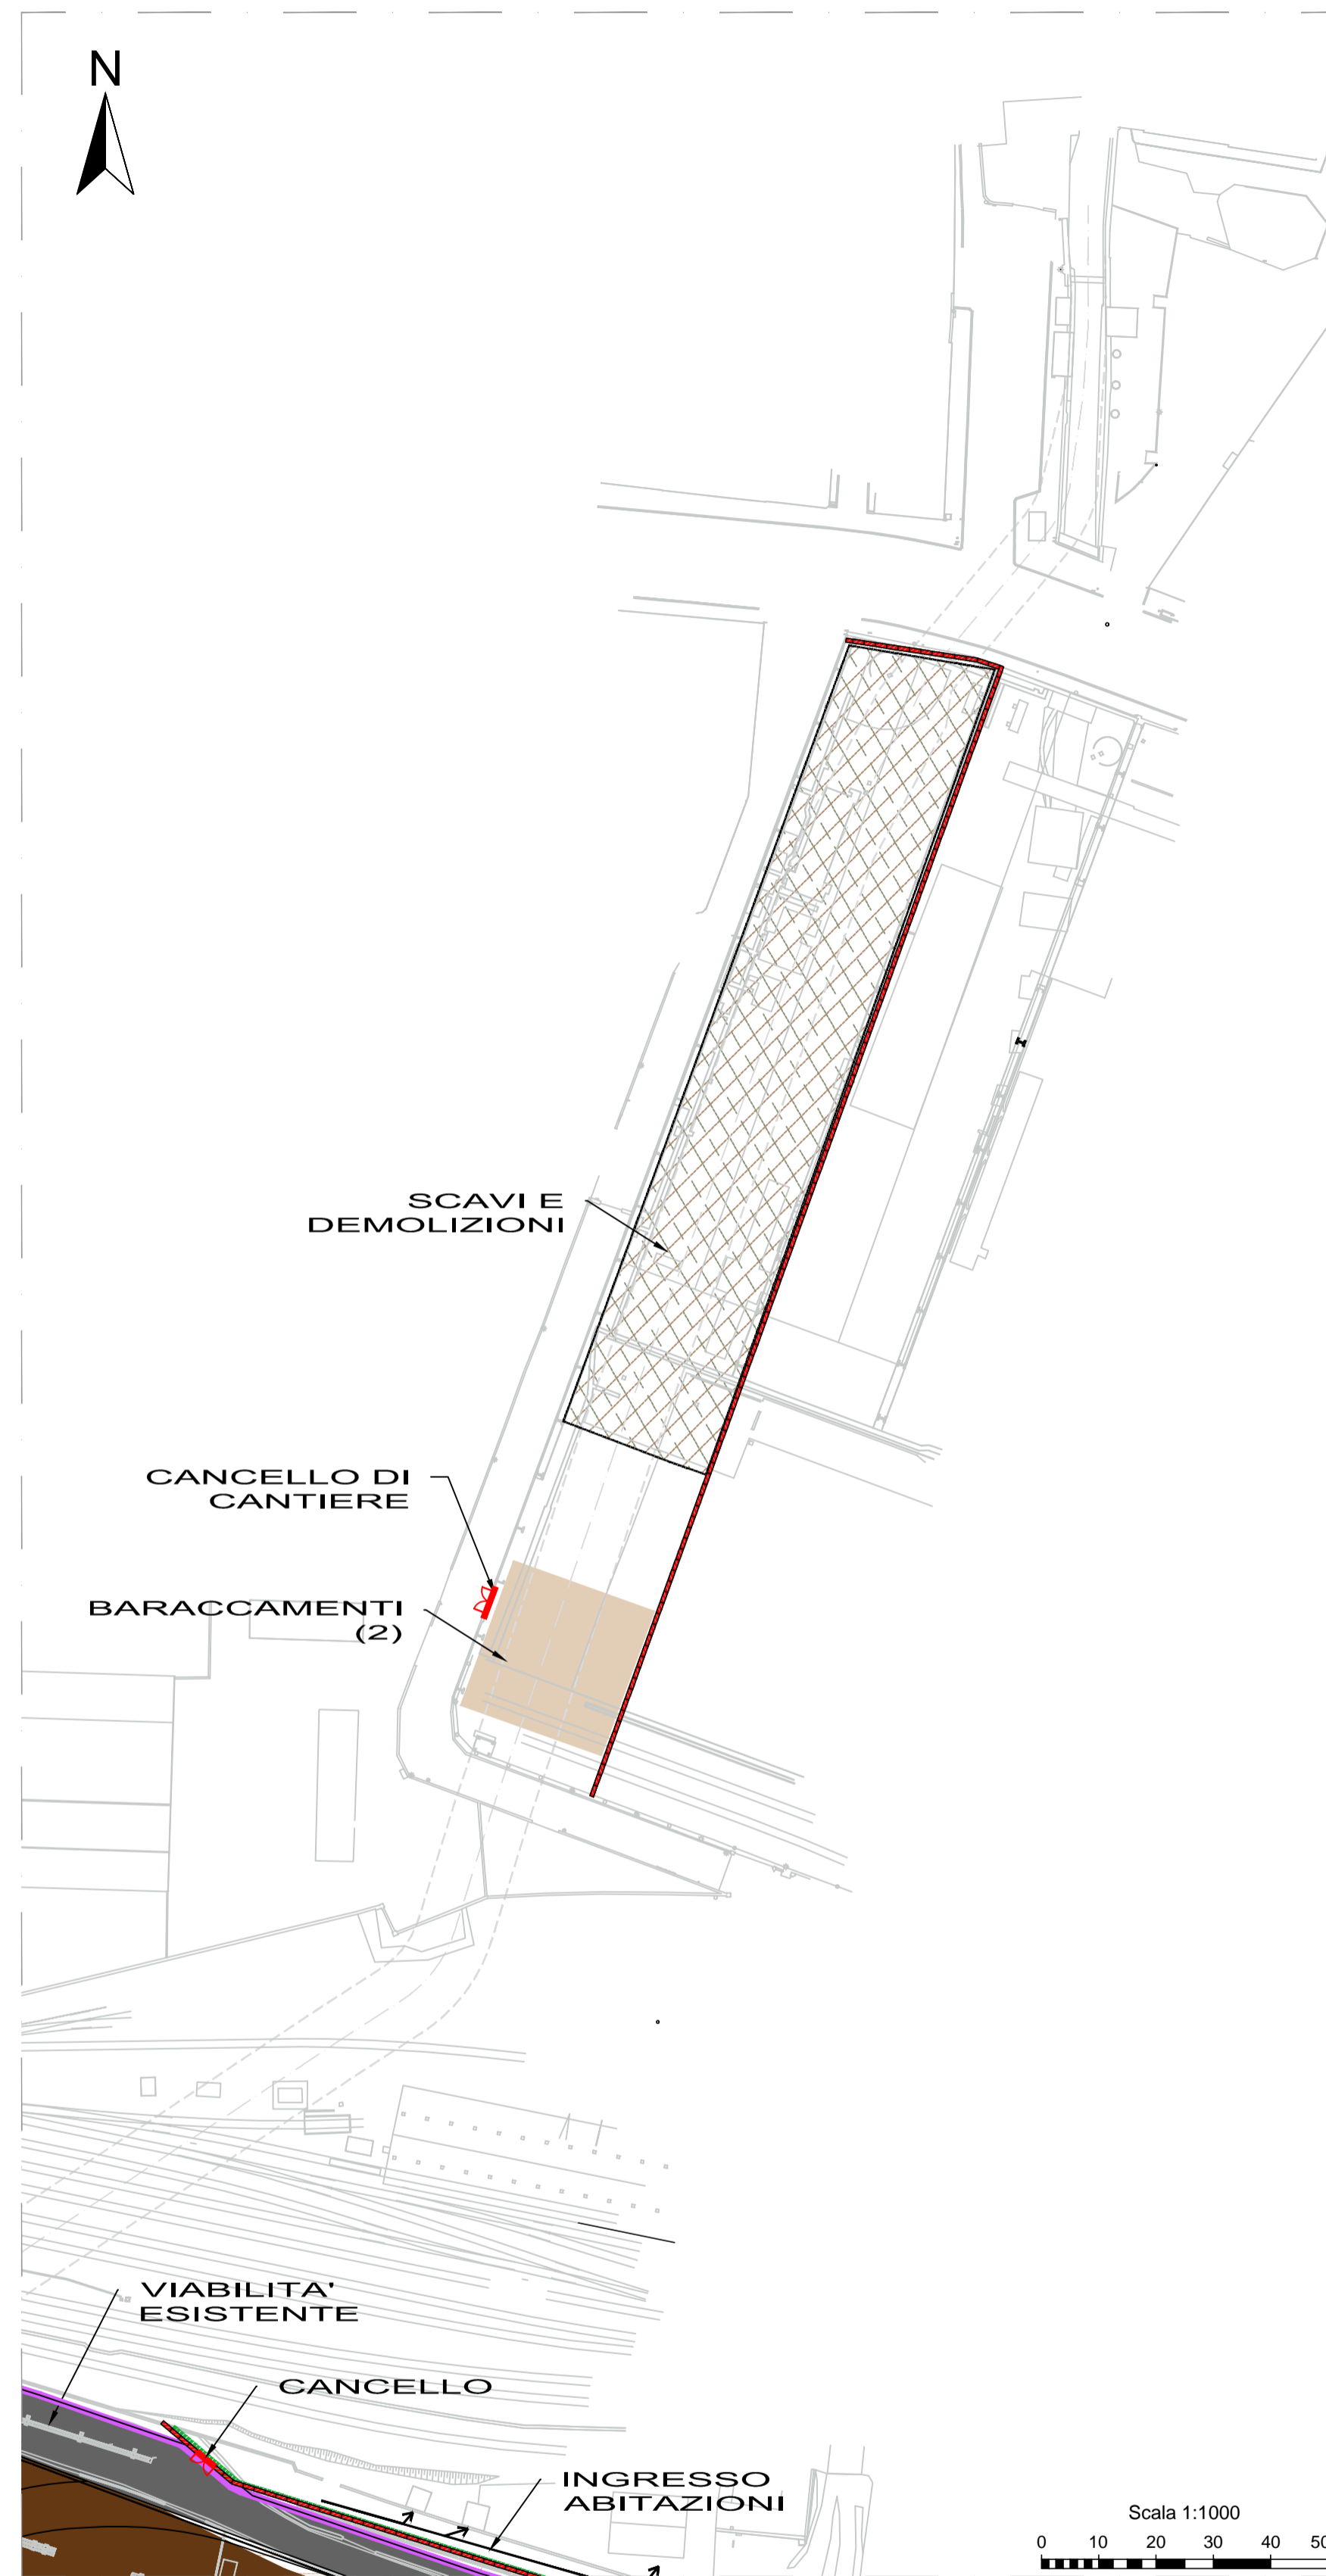 N
SCAVI E
DEMOLIZIONI
CANCELLO DI
CANTIERE
BARACCAMENTI
(2)
VIABILITA'
ESISTENTE
CANCELLO
INGRESSO
ABITAZIONI
Scala 1:1000
0 10 20 30 40 50